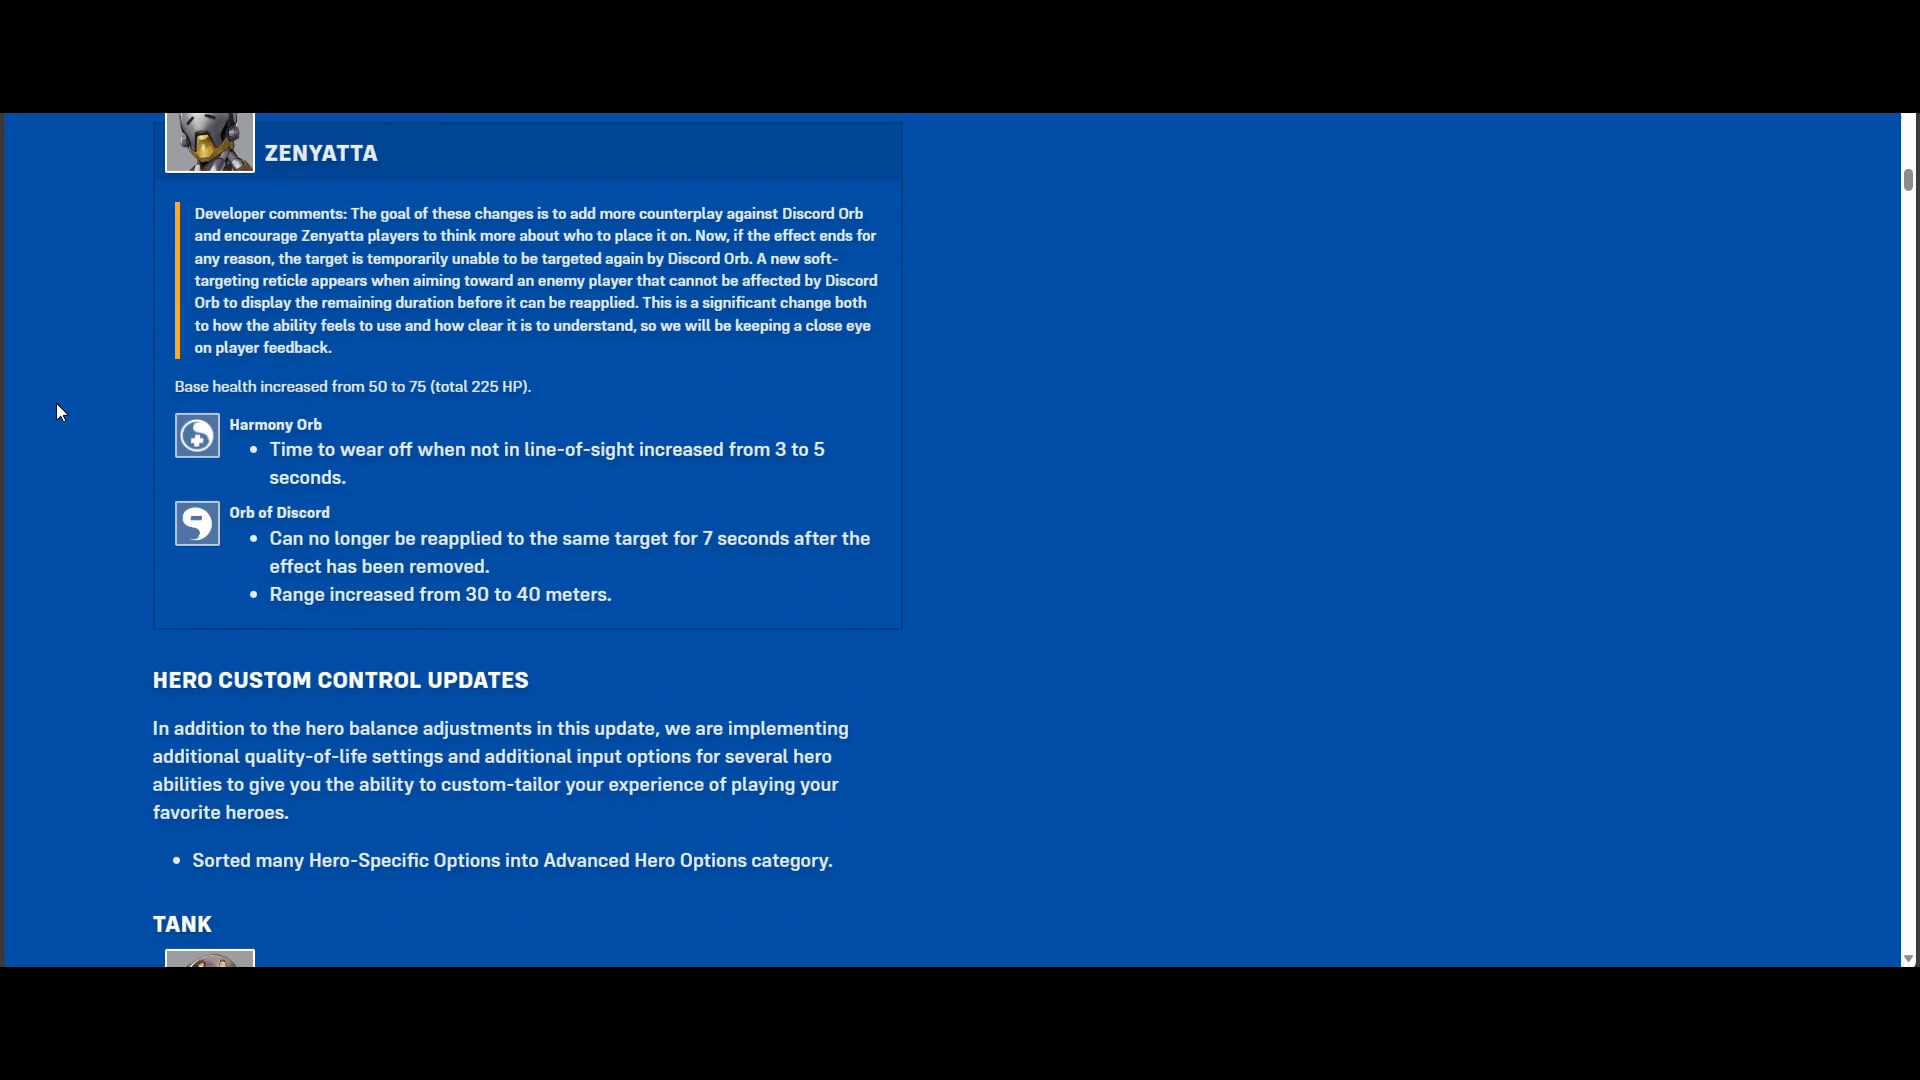 ZENYATTA
Developer comments: The goal of these changes is to add more counterplay against Discord Orb
and encourage Zenyatta players to think more about who to place it on. Now, if the effect ends for
any reason, the target is temporarily unable to be targeted again by Discord Orb. A new soft-
targeting reticle appears when aiming toward an enemy player that cannot be affected by Discord
Orb to display the remaining duration before it can be reapplied. This is a significant change both
to how the ability feels to use and how clear it is to understand, so we will be keeping a close eye
on player feedback.
Base health increased from 50 to 75 (total 225 HP).
Harmony Orb
• Time to wear off when not in line-of-sight increased from 3 to 5
seconds.
Orb of Discord
• Can no longer be reapplied to the same target for 7 seconds after the
effect has been removed.
• Range increased from 30 to 40 meters.
HERO CUSTOM CONTROL UPDATES
In addition to the hero balance adjustments in this update, we are implementing
additional quality-of-life settings and additional input options for several hero
abilities to give you the ability to custom-tailor your experience of playing your
favorite heroes.
• Sorted many Hero-Specific Options into Advanced Hero Options category.
TANK